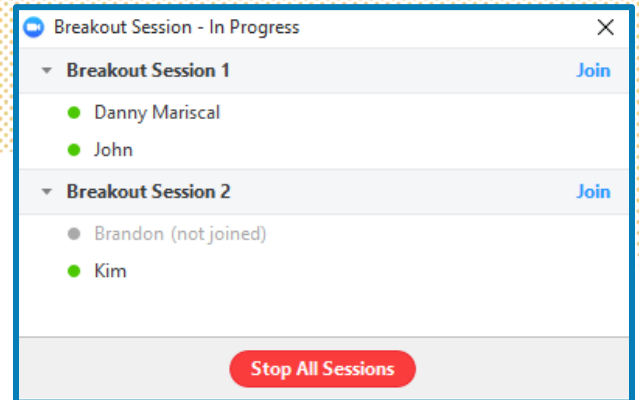 Breakout Session - In Progress
Breakout Session 1 Join
Danny Mariscal
John
Breakout Session 2 Join
Brandon (not joined)
Kim
Stop All Sessions